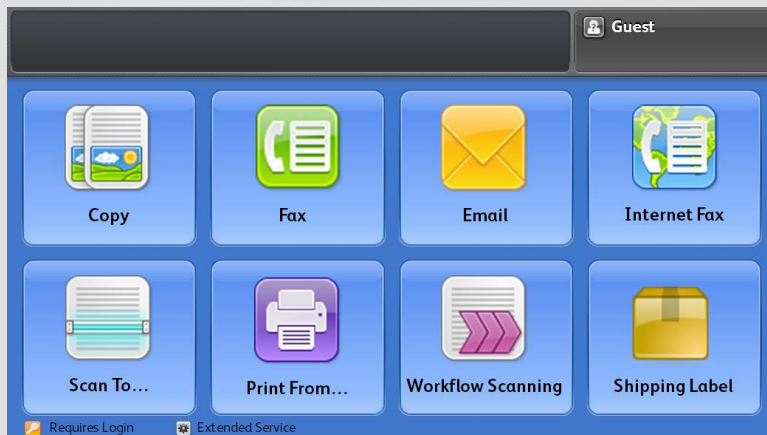 Guest
Copy
Fax
Email
Internet Fax
Scan To...
Print From...
Workflow Scanning
Shipping Label
Requires Login
Extended Service